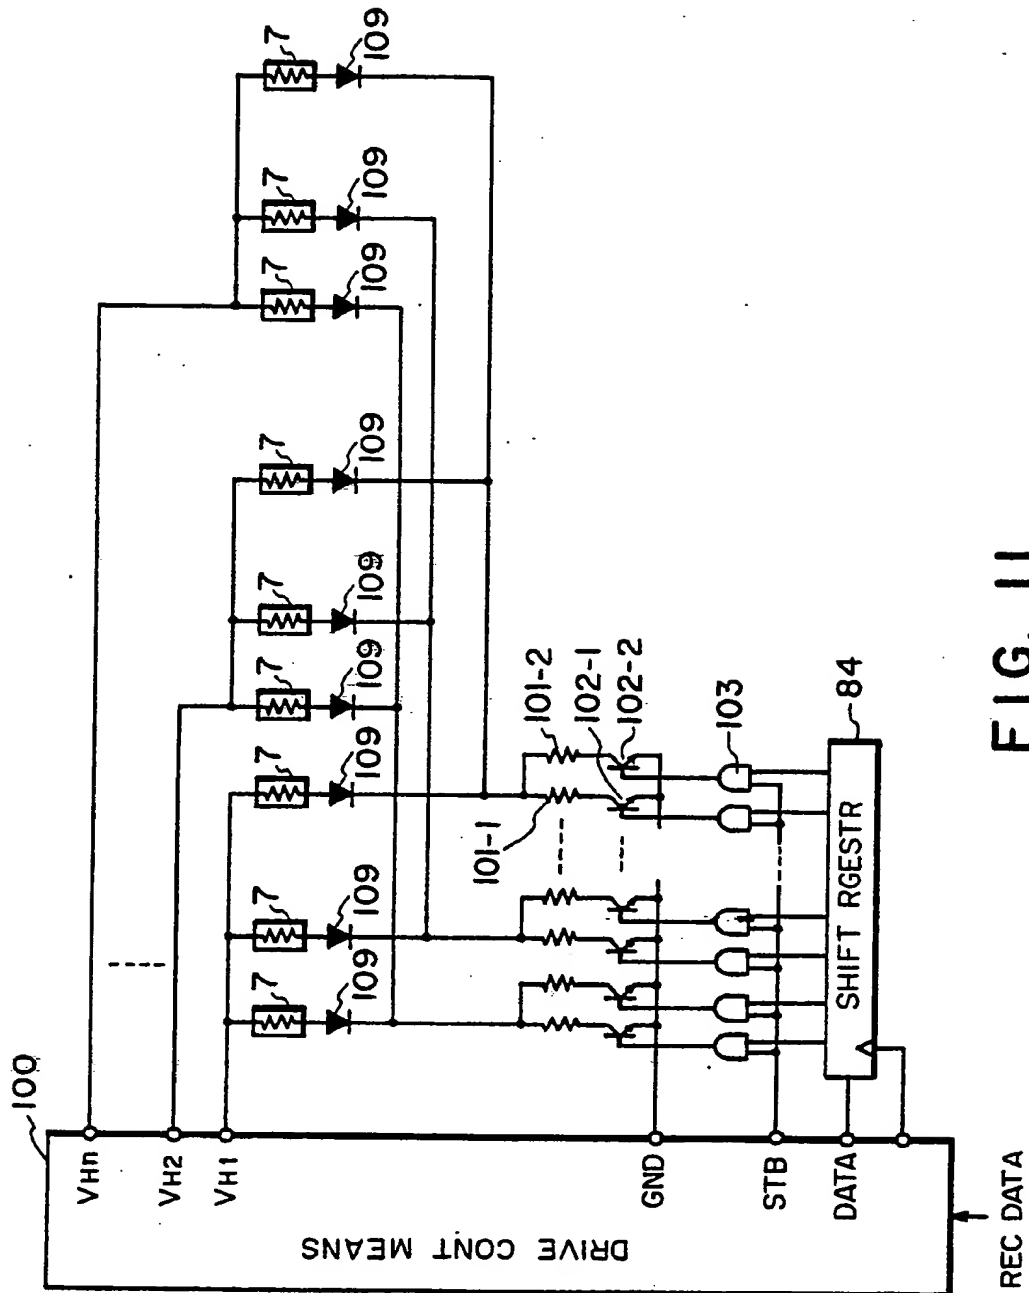 100
VHn
VH2
VH1
GND
STB
DATA
DRIVE CONT MEANS
REC DATA
7
109
7
109
7
109
7
109
7
109
7
109
7
109
7
109
7
109
101-1
101-2
102-1
102-2
103
84
SHIFT RGESTR
FIG. 11